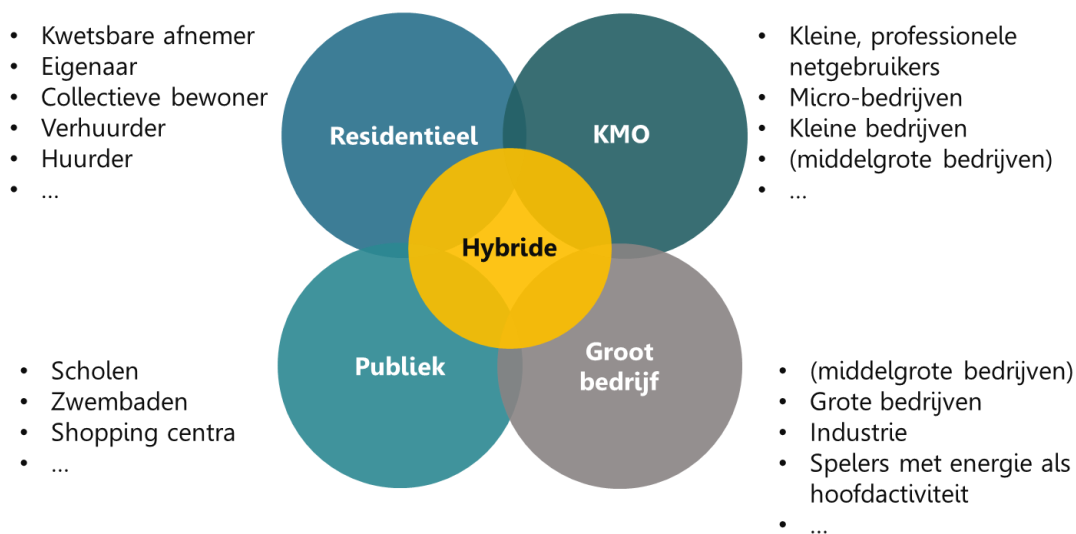 • Kwetsbare afnemer
• Eigenaar
• Collectieve bewoner
• Verhuurder
• Huurder
• ...
Residentieel
KMO
• Kleine, professionele
netgebruikers
• Micro-bedrijven
• Kleine bedrijven
• (middelgrote bedrijven)
• ...
Hybride
• Scholen
• Zwembaden
• Shopping centra
• ...
Publiek
Groot
bedrijf
• (middelgrote bedrijven)
• Grote bedrijven
• Industrie
• Spelers met energie als
hoofdactiviteit
• ...